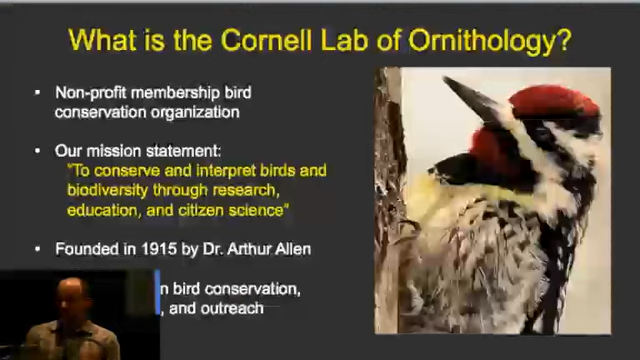 What is the Cornell Lab of Ornithology?
• Non-profit membership bird
conservation organization
• Our mission statement:
"To conserve and interpret birds and
biodiversity through research,
education, and citizen science"
• Founded in 1915 by Dr. Arthur Allen
n bird conservation,
, and outreach